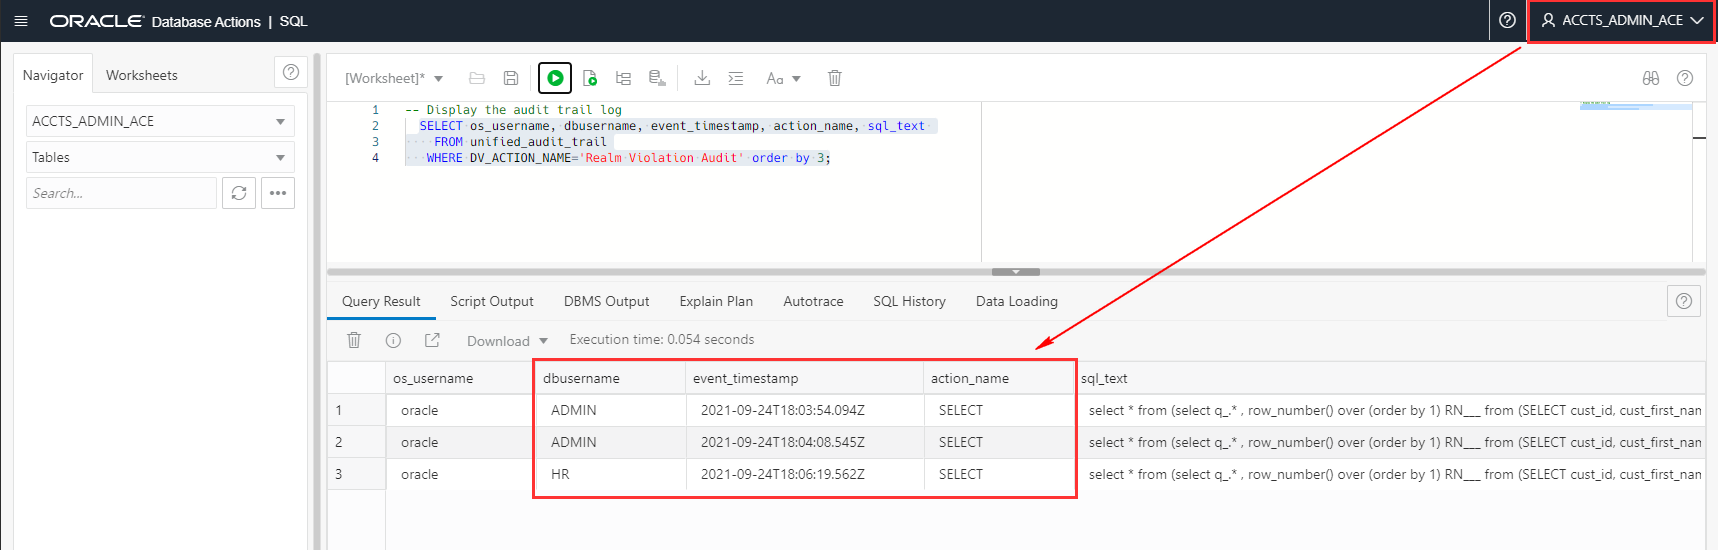 ORACLE Database Actions | SQL
ACCTS_ADMIN_ACE
Navigator
Worksheets
ACCTS_ADMIN_ACE
Tables
Search...
[Worksheet]*
Aa
1 -- Display the audit trail log
2 SELECT os_username, dbusername, event_timestamp, action_name, sql_text
3 FROM unified_audit_trail
4 WHERE DV_ACTION_NAME='Realm Violation Audit' order by 3;
Query Result Script Output DBMS Output Explain Plan Autotrace SQL History Data Loading
Download Execution time: 0.054 seconds
os_username dbusername event_timestamp action_name sql_text
1 oracle ADMIN 2021-09-24T18:03:54.094Z SELECT select * from (select q_.* , row_number() over (order by 1) RN___ from (SELECT cust_id, cust_first_nam
2 oracle ADMIN 2021-09-24T18:04:08.545Z SELECT select * from (select q_.* , row_number() over (order by 1) RN___ from (SELECT cust_id, cust_first_nam
3 oracle HR 2021-09-24T18:06:19.562Z SELECT select * from (select q_.* , row_number() over (order by 1) RN___ from (SELECT cust_id, cust_first_nam